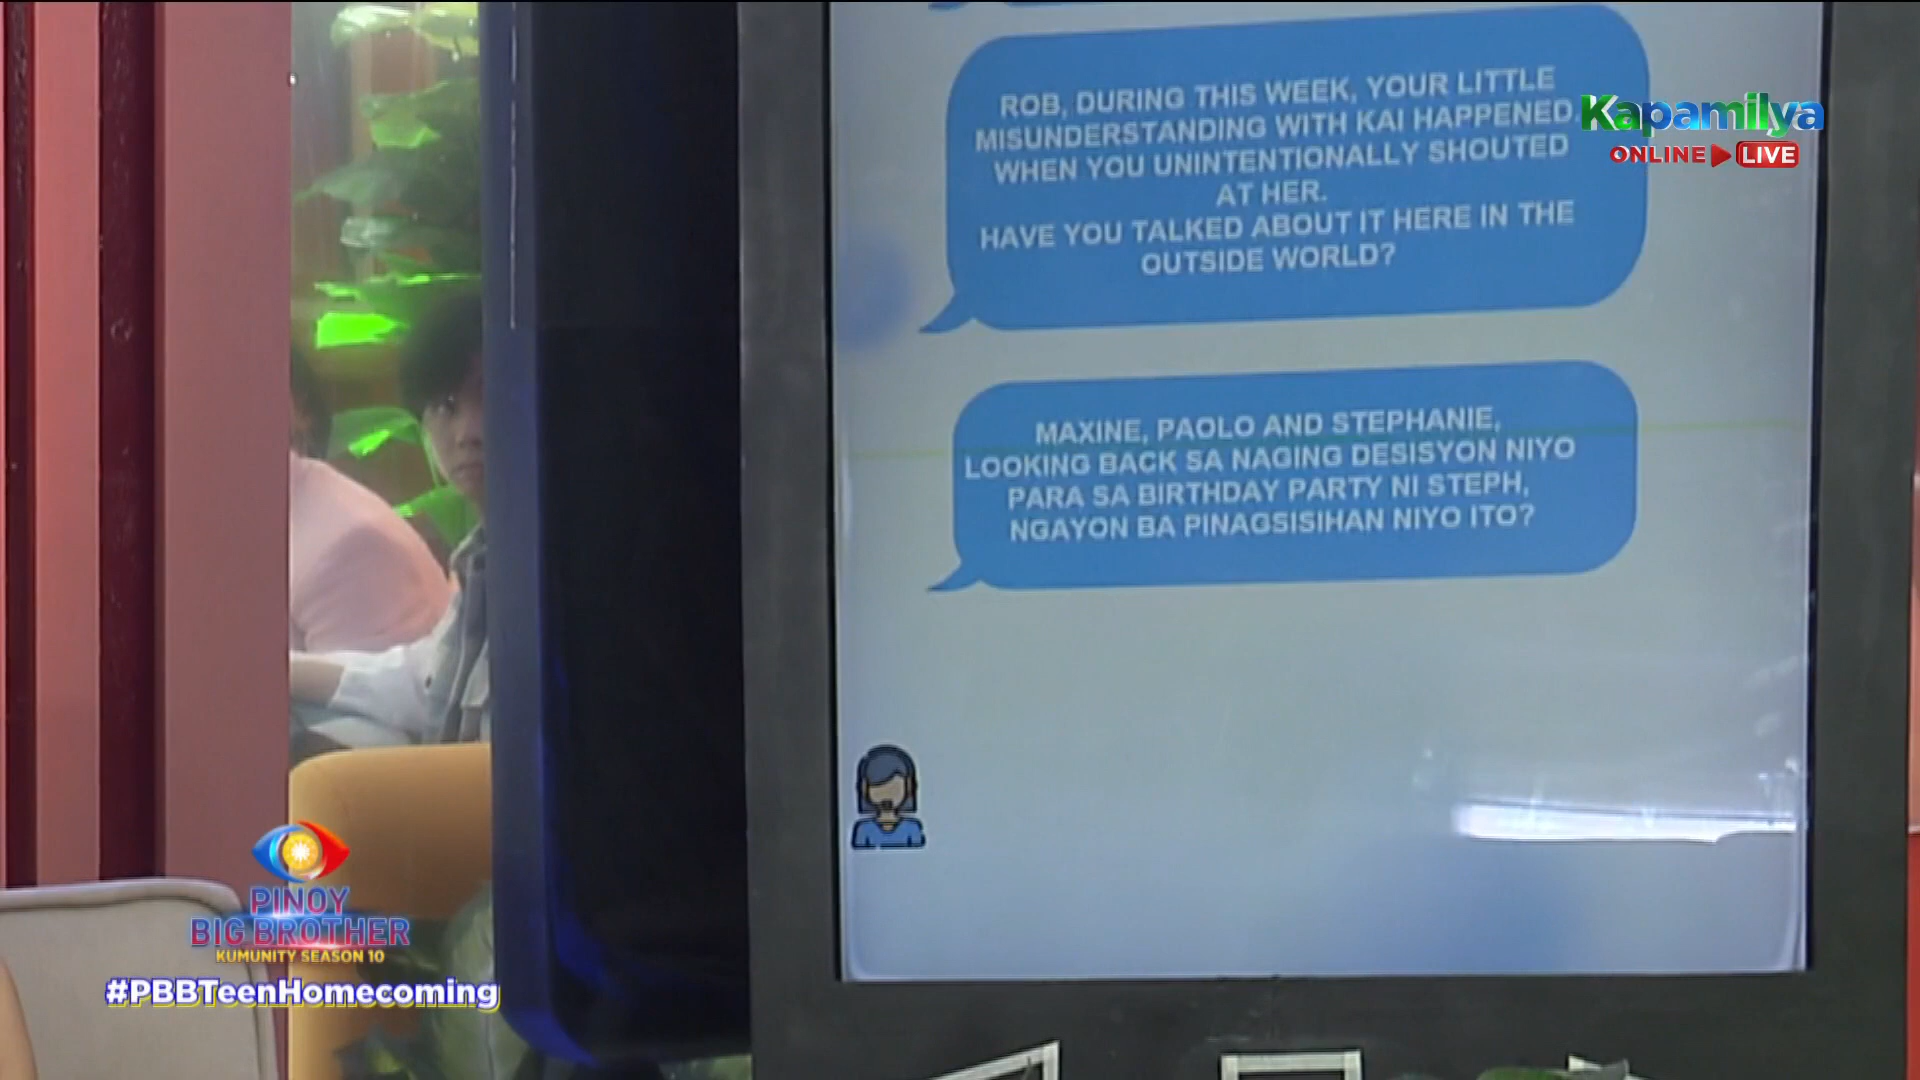 ROB, DURING THIS WEEK, YOUR LITTLE
MISUNDERSTANDING WITH KAI HAPPENED.
WHEN YOU UNINTENTIONALLY SHOUTED
AT HER.
HAVE YOU TALKED ABOUT IT HERE IN THE
OUTSIDE WORLD?
Kapamilya
ONLINE LIVE
MAXINE, PAOLO AND STEPHANIE,
LOOKING BACK SA NAGING DESISYON NIYO
PARA SA BIRTHDAY PARTY NI STEPH,
NGAYON BA PINAGSISIHAN NIYO ITO?
PINOY
BIG BROTHER
KUMUNITY SEASON 10
#PBBTeenHomecoming